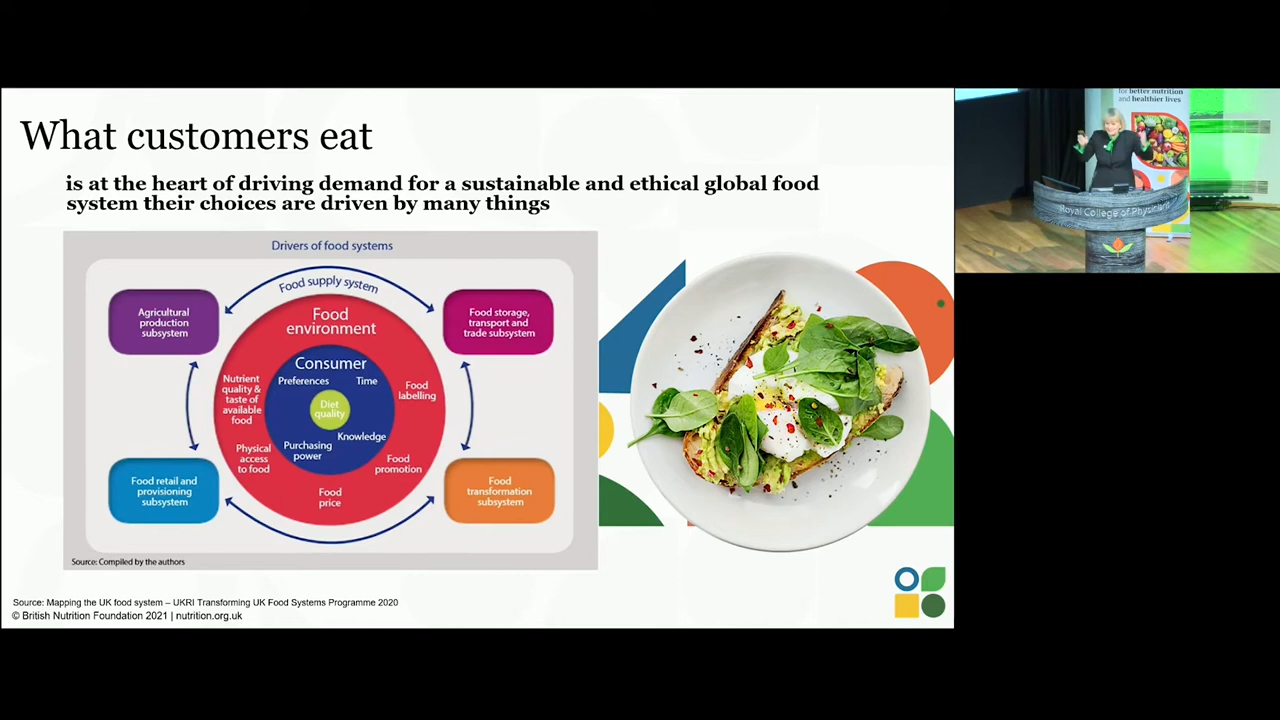 What customers eat
is at the heart of driving demand for a sustainable and ethical global food
system their choices are driven by many things
Drivers of food systems
Food supply system
Agricultural
production
subsystem
Food storage,
transport and
trade subsystem
Food
environment
Consumer
Preferences
Time
Diet
quality
Purchasing
power
Knowledge
Nutrient
quality &
taste of
available
food
Food
labelling
Physical
access
to food
Food
promotion
Food
price
Food retail and
provisioning
subsystem
Food
transformation
subsystem
Source: Compiled by the authors
Source: Mapping the UK food system – UKRI Transforming UK Food Systems Programme 2020
© British Nutrition Foundation 2021 | nutrition.org.uk
for better nutrition
and healthier lives
Royal College of Physicians